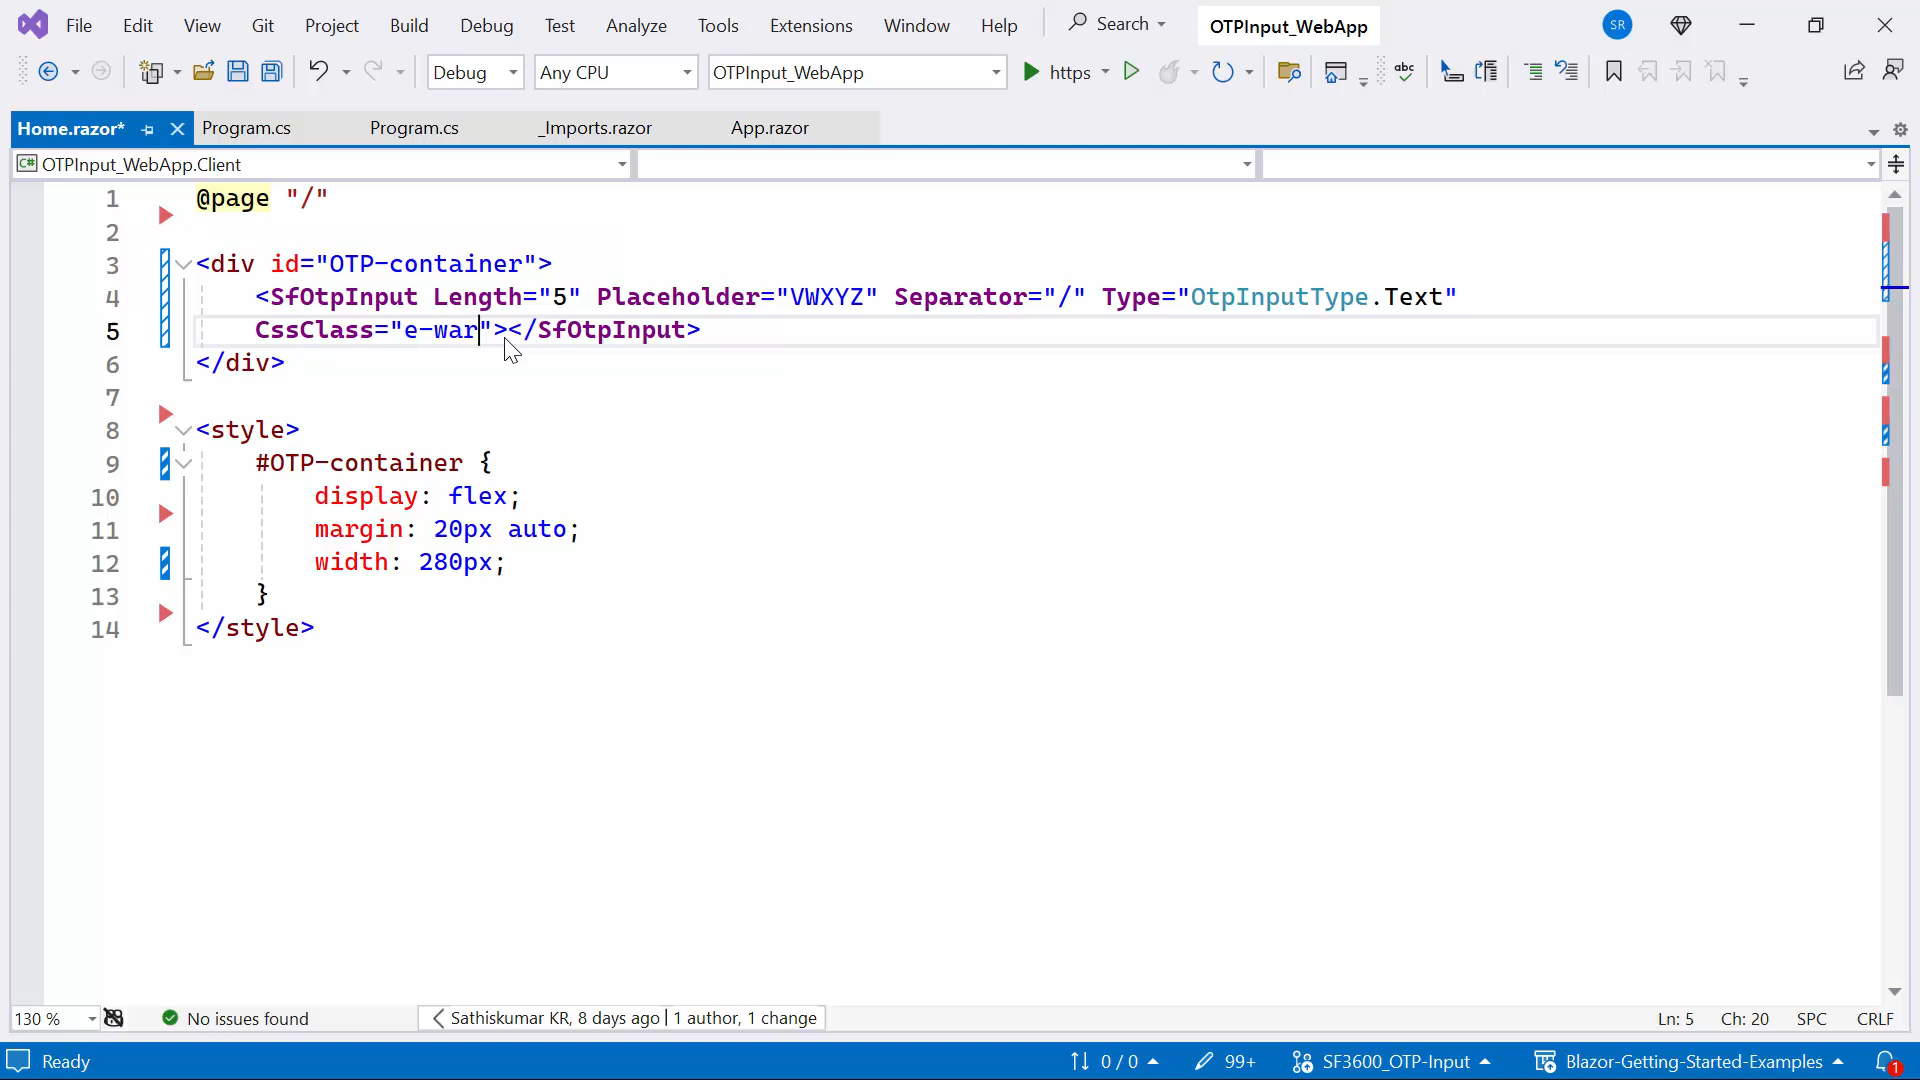 File Edit View Git Project Build Debug Test Analyze Tools Extensions Window Help Search OTPInput_WebApp SR
Debug Any CPU OTPInput_WebApp https abc
Home.razor* Program.cs Program.cs _Imports.razor App.razor
C# OTPInput_WebApp.Client
1 @page "/"
2
3 <div id="OTP-container">
4 <SfOtpInput Length="5" Placeholder="VWXYZ" Separator="/" Type="OtpInputType.Text"
5 CssClass="e-war"></SfOtpInput>
6 </div>
7
8 <style>
9 #OTP-container {
10 display: flex;
11 margin: 20px auto;
12 width: 280px;
13 }
14 </style>
130 % No issues found Sathiskumar KR, 8 days ago | 1 author, 1 change Ln: 5 Ch: 20 SPC CRLF
Ready 0 / 0 99+ SF3600_OTP-Input Blazor-Getting-Started-Examples 1